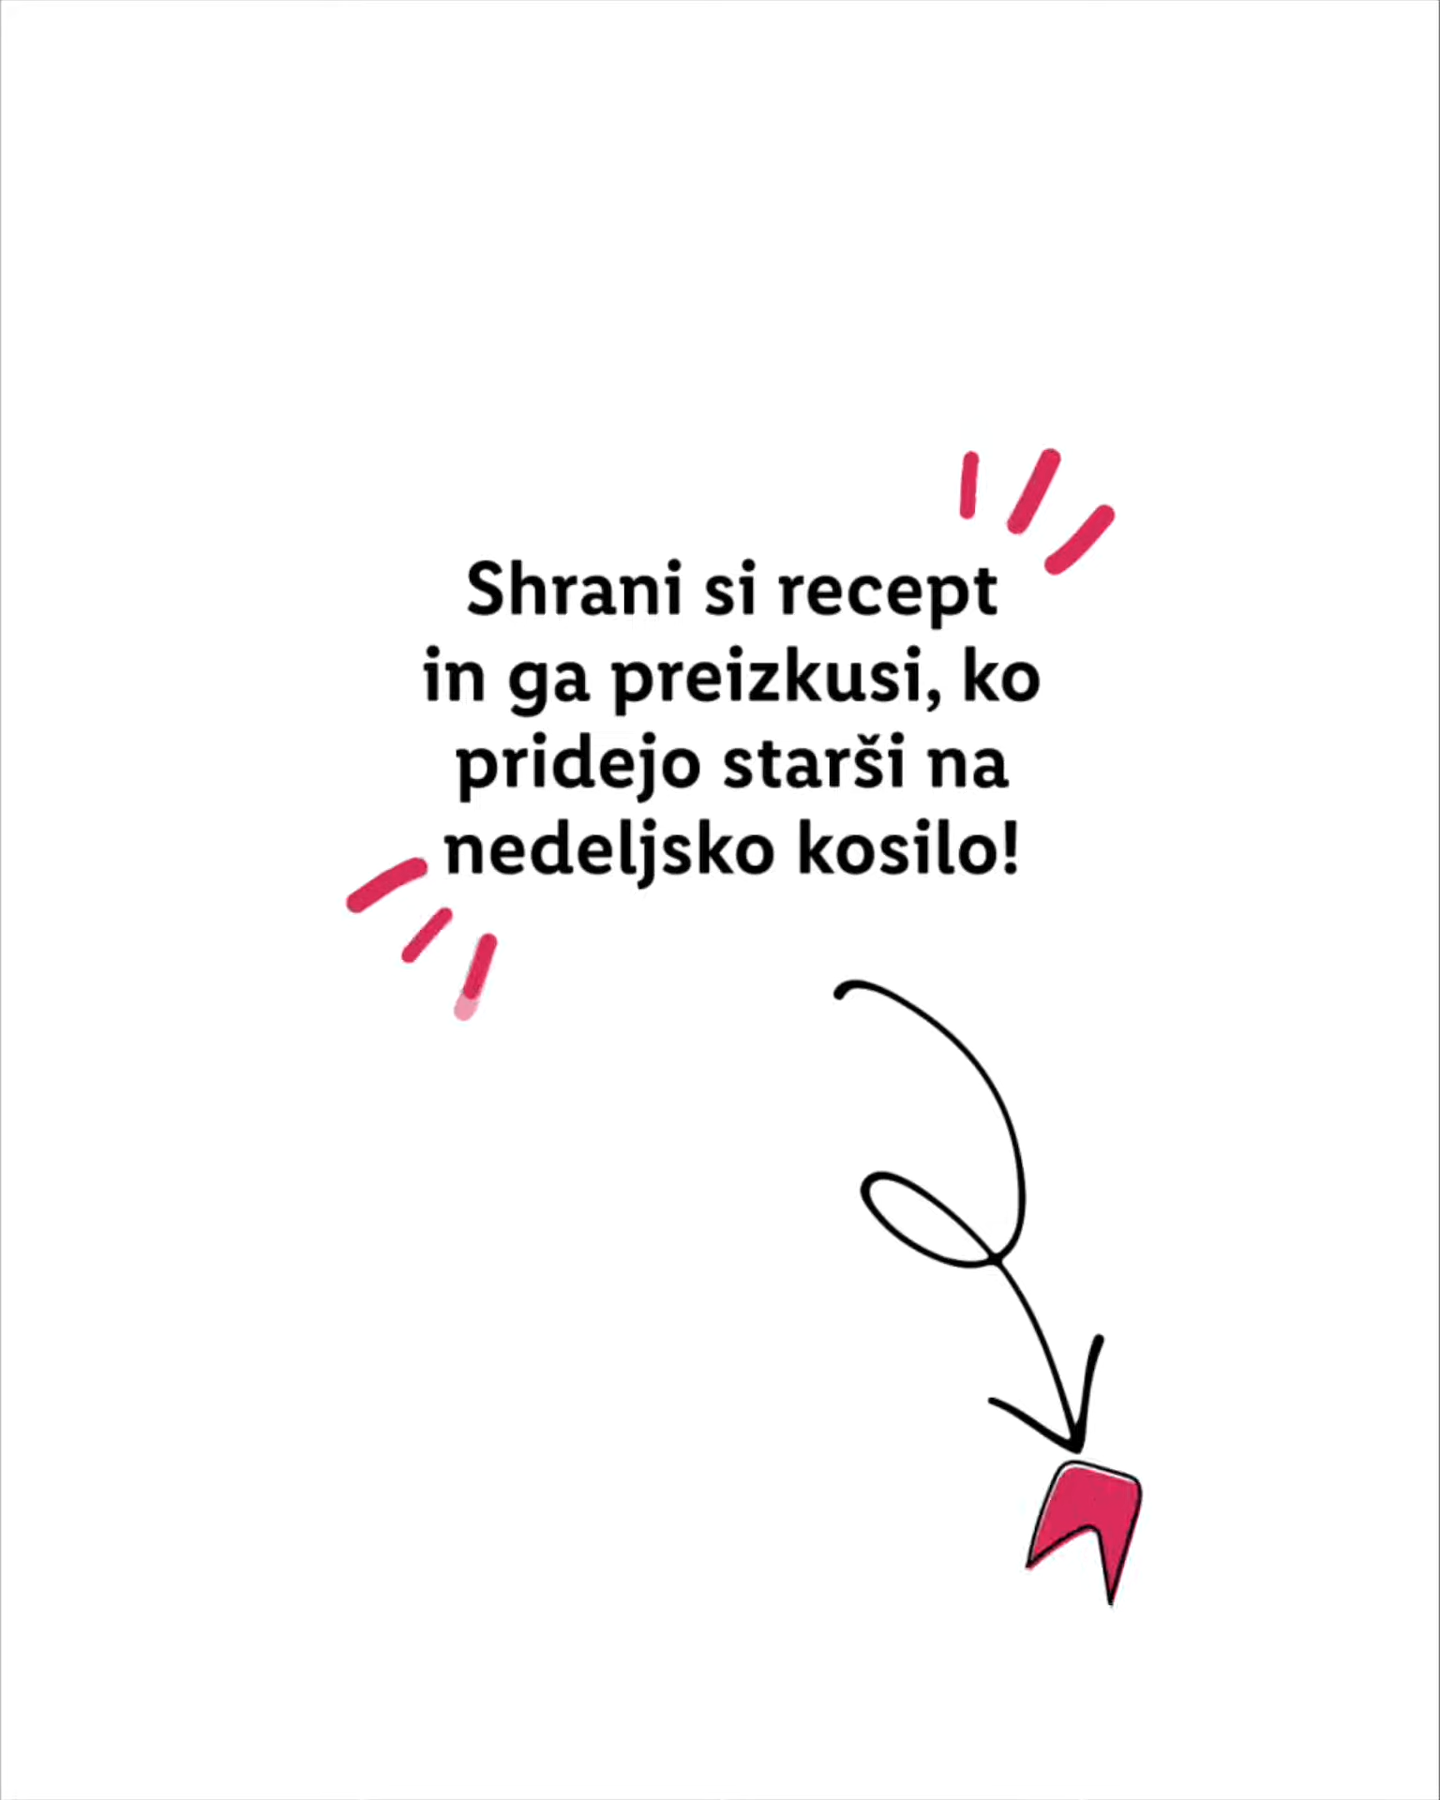 Shrani si recept
in ga preizkusi, ko
pridejo starši na
nedeljsko kosilo!